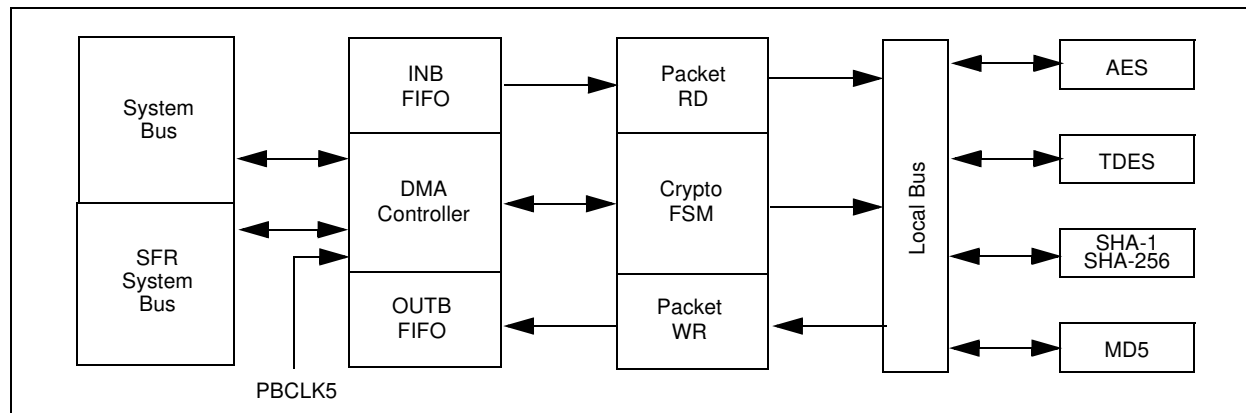 System
Bus
SFR
System
Bus
INB
FIFO
DMA
Controller
OUTB
FIFO
PBCLK5
Packet
RD
Crypto
FSM
Packet
WR
Local Bus
AES
TDES
SHA-1
SHA-256
MD5